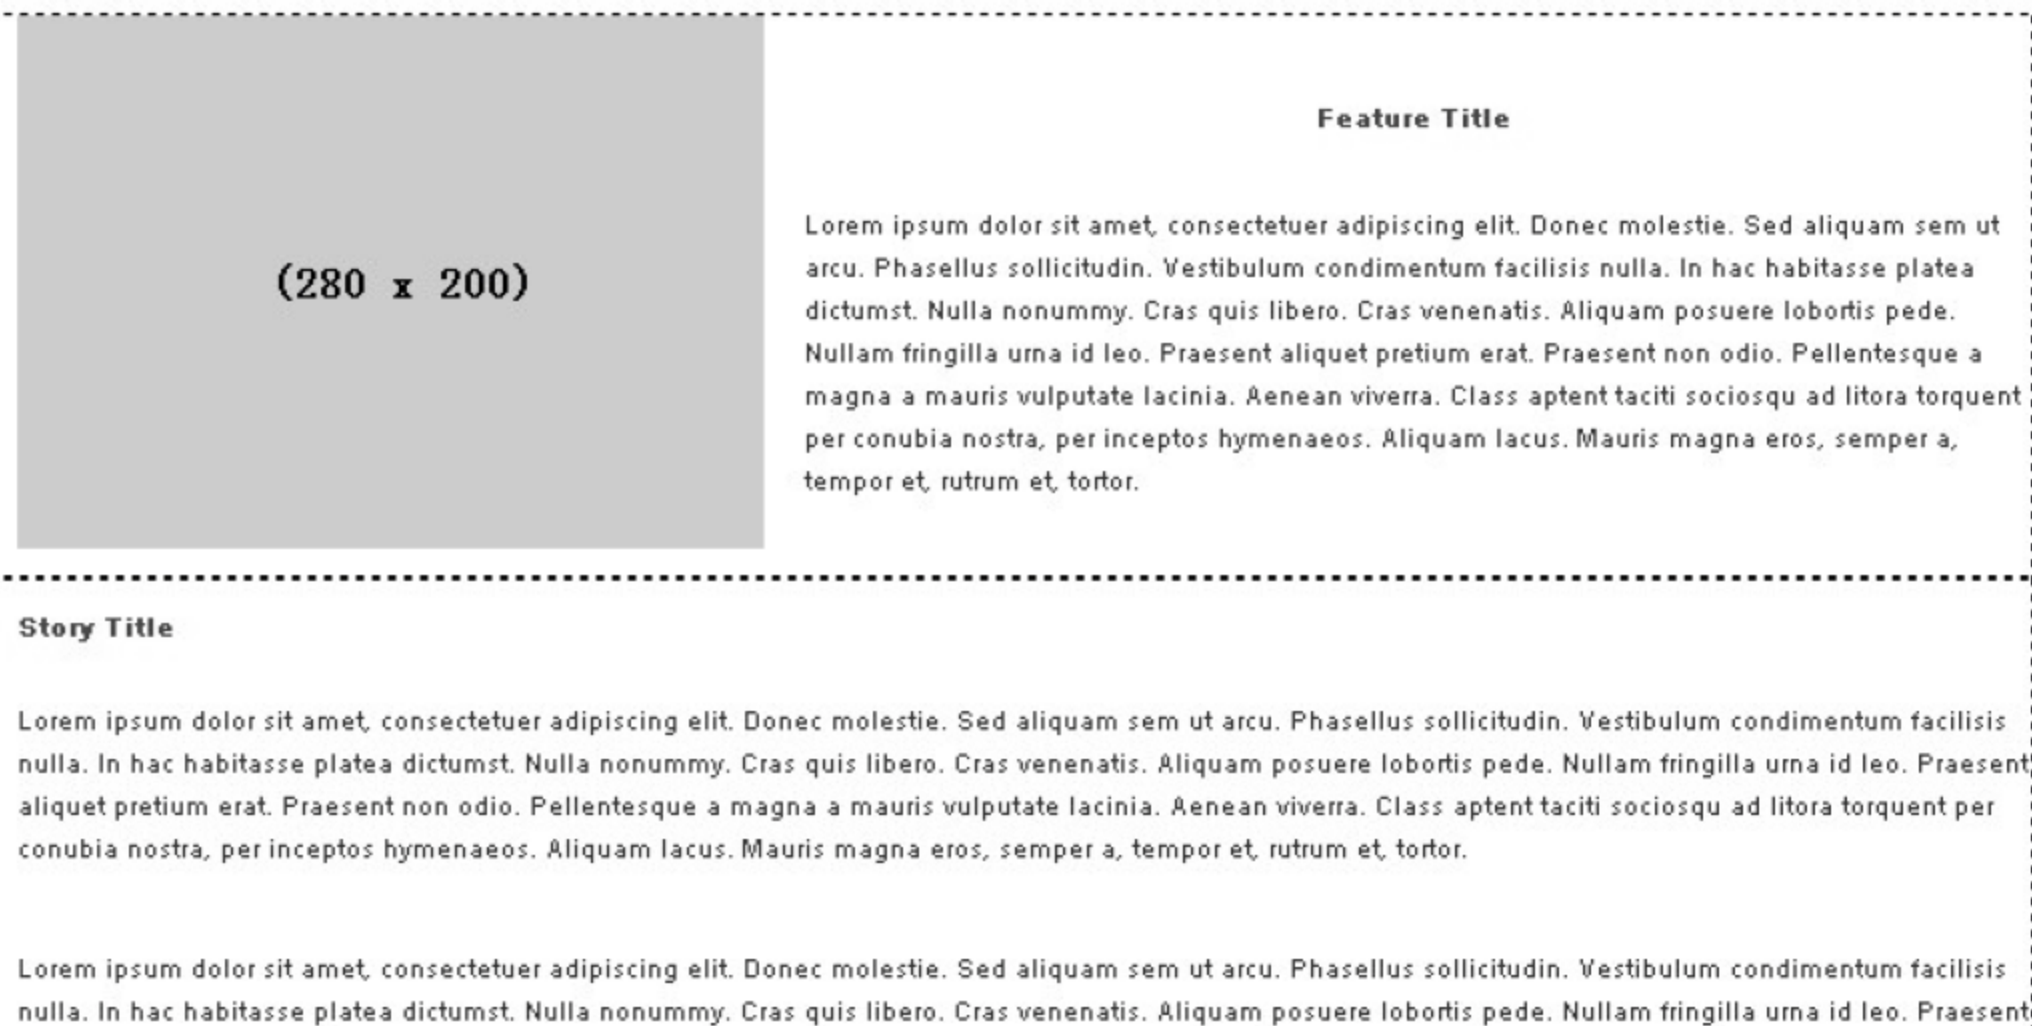 (280 x 200)
Feature Title
Lorem ipsum dolor sit amet, consectetuer adipiscing elit. Donec molestie. Sed aliquam sem ut
arcu. Phasellus sollicitudin. Vestibulum condimentum facilisis nulla. In hac habitasse platea
dictumst. Nulla nonummy. Cras quis libero. Cras venenatis. Aliquam posuere lobortis pede.
Nullam fringilla urna id leo. Praesent aliquet pretium erat. Praesent non odio. Pellentesque a
magna a mauris vulputate lacinia. Aenean viverra. Class aptent taciti sociosqu ad litora torquent
per conubia nostra, per inceptos hymenaeos. Aliquam lacus. Mauris magna eros, semper a,
tempor et, rutrum et, tortor.
Story Title
Lorem ipsum dolor sit amet, consectetuer adipiscing elit. Donec molestie. Sed aliquam sem ut arcu. Phasellus sollicitudin. Vestibulum condimentum facilisis
nulla. In hac habitasse platea dictumst. Nulla nonummy. Cras quis libero. Cras venenatis. Aliquam posuere lobortis pede. Nullam fringilla urna id leo. Praesent
aliquet pretium erat. Praesent non odio. Pellentesque a magna a mauris vulputate lacinia. Aenean viverra. Class aptent taciti sociosqu ad litora torquent per
conubia nostra, per inceptos hymenaeos. Aliquam lacus. Mauris magna eros, semper a, tempor et, rutrum et, tortor.
Lorem ipsum dolor sit amet, consectetuer adipiscing elit. Donec molestie. Sed aliquam sem ut arcu. Phasellus sollicitudin. Vestibulum condimentum facilisis
nulla. In hac habitasse platea dictumst. Nulla nonummy. Cras quis libero. Cras venenatis. Aliquam posuere lobortis pede. Nullam fringilla urna id leo. Praesent